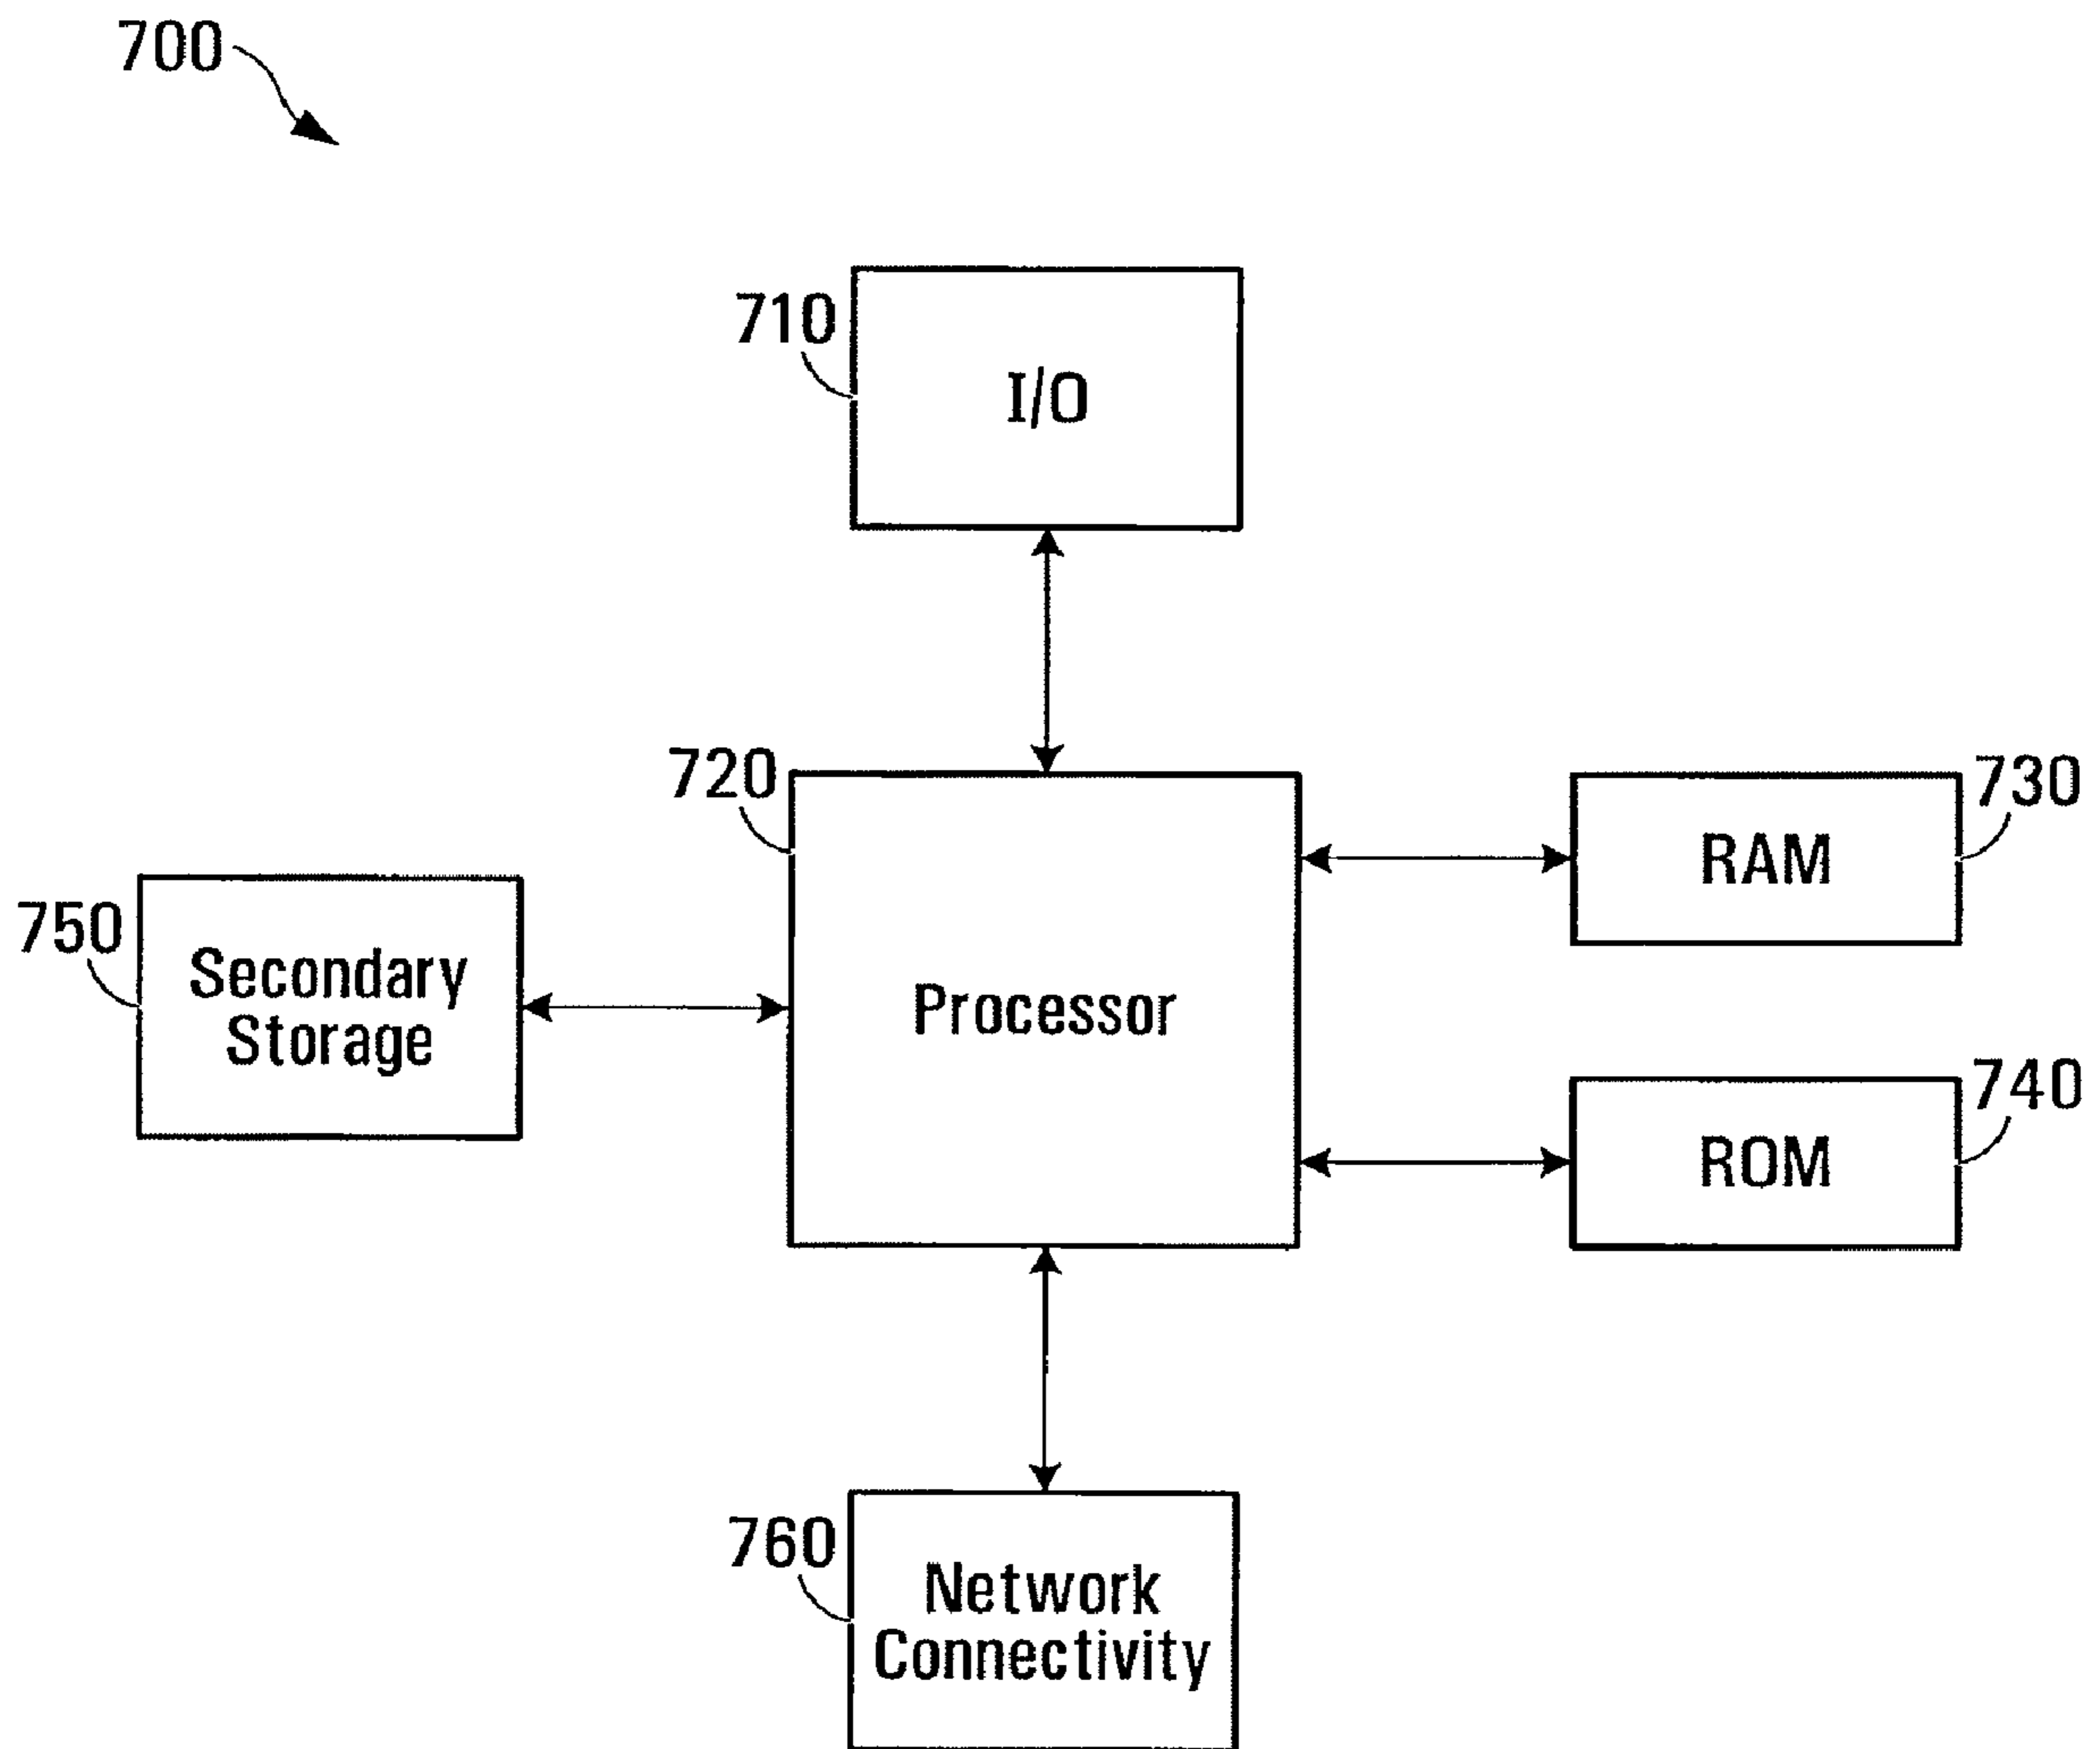 700
710
I/O
720
730
RAM
750
Secondary
Storage
Processor
740
ROM
760
Network
Connectivity